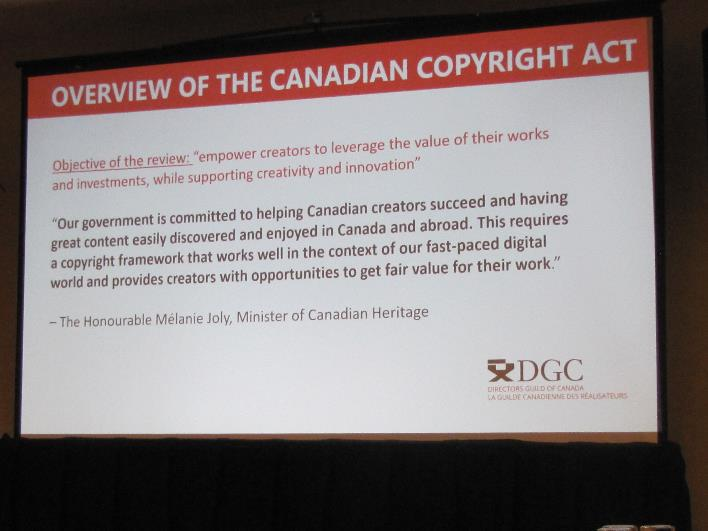 OVERVIEW OF THE CANADIAN COPYRIGHT ACT
Objective of the review: "empower creators to leverage the value of their works
and investments, while supporting creativity and innovation"
"Our government is committed to helping Canadian creators succeed and having
great content easily discovered and enjoyed in Canada and abroad. This requires
a copyright framework that works well in the context of our fast-paced digital
world and provides creators with opportunities to get fair value for their work."
– The Honourable Mélanie Joly, Minister of Canadian Heritage
DGC
DIRECTORS GUILD OF CANADA
LA GUILDE CANADIENNE DES RÉALISATEURS